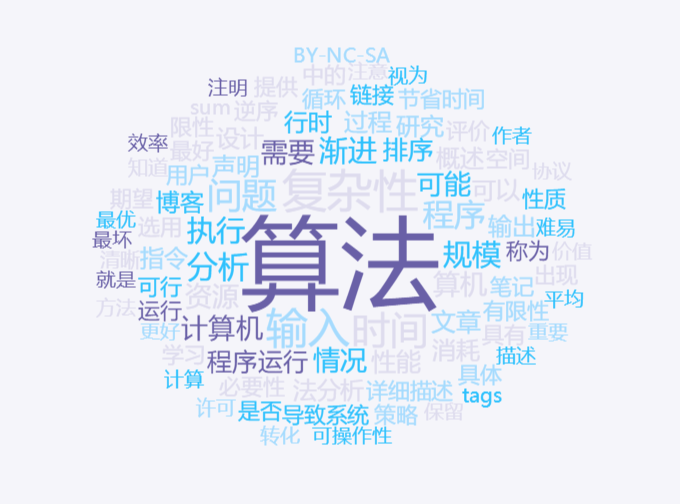 BY-NC-SA
中的 注意 视为
注明 提供 循环 链接 节省时间
sum 逆序 行时 过程 研究 评价 作者
效率 限性 设计 需要 渐进 排序 概述 空间
知道 最好 用户 声明 问题 复杂性 可能 可以 协议
期望 博客 程序 性质
最优 选用 执行 算法 输出 难易
最坏 清晰 指令 分析 规模 称为 价值
就是 可行 资源 算机 笔记 出现
方法 运行 计算机 输入 时间 文章 有限性 平均
更好 程序运行 情况 性能 消耗 具有 重要
学习 描述
计算 必要性 法分析 详细描述 具体 tags
许可 是否 导致系统 策略 保留
转化 可操作性